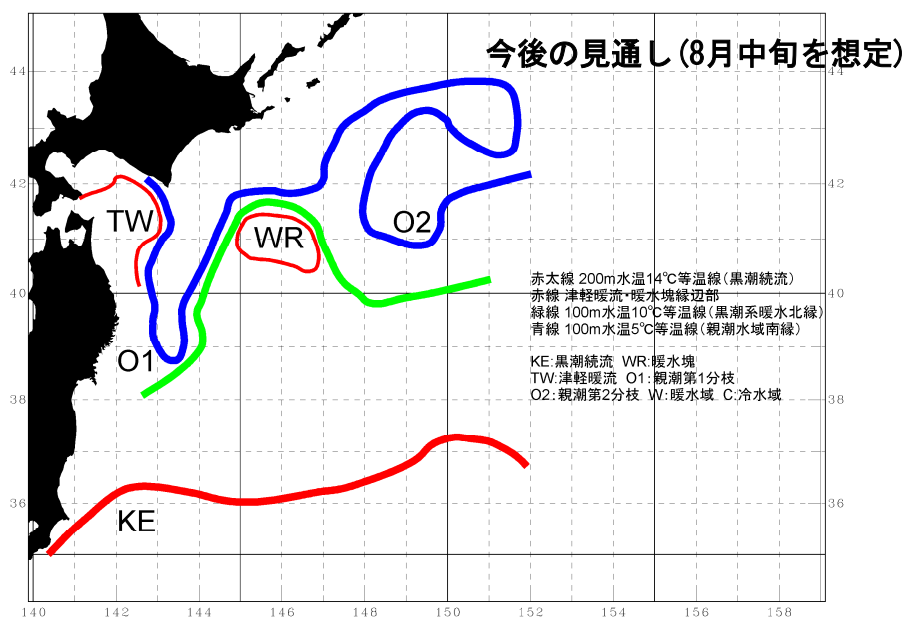 今後の見通し(8月中旬を想定)
44
44
42
42
TW
WR
O2
40
40
赤太線 200m水温14℃等温線(黒潮続流)
赤線 津軽暖流・暖水塊縁辺部
緑線 100m水温10℃等温線(黒潮系暖水北縁)
青線 100m水温5℃等温線(親潮水域南縁)
O1
KE:黒潮続流 WR:暖水塊
TW:津軽暖流 O1:親潮第1分枝
O2:親潮第2分枝 W:暖水域 C:冷水域
38
38
36
36
KE
140 142 144 146 148 150 152 154 156 158